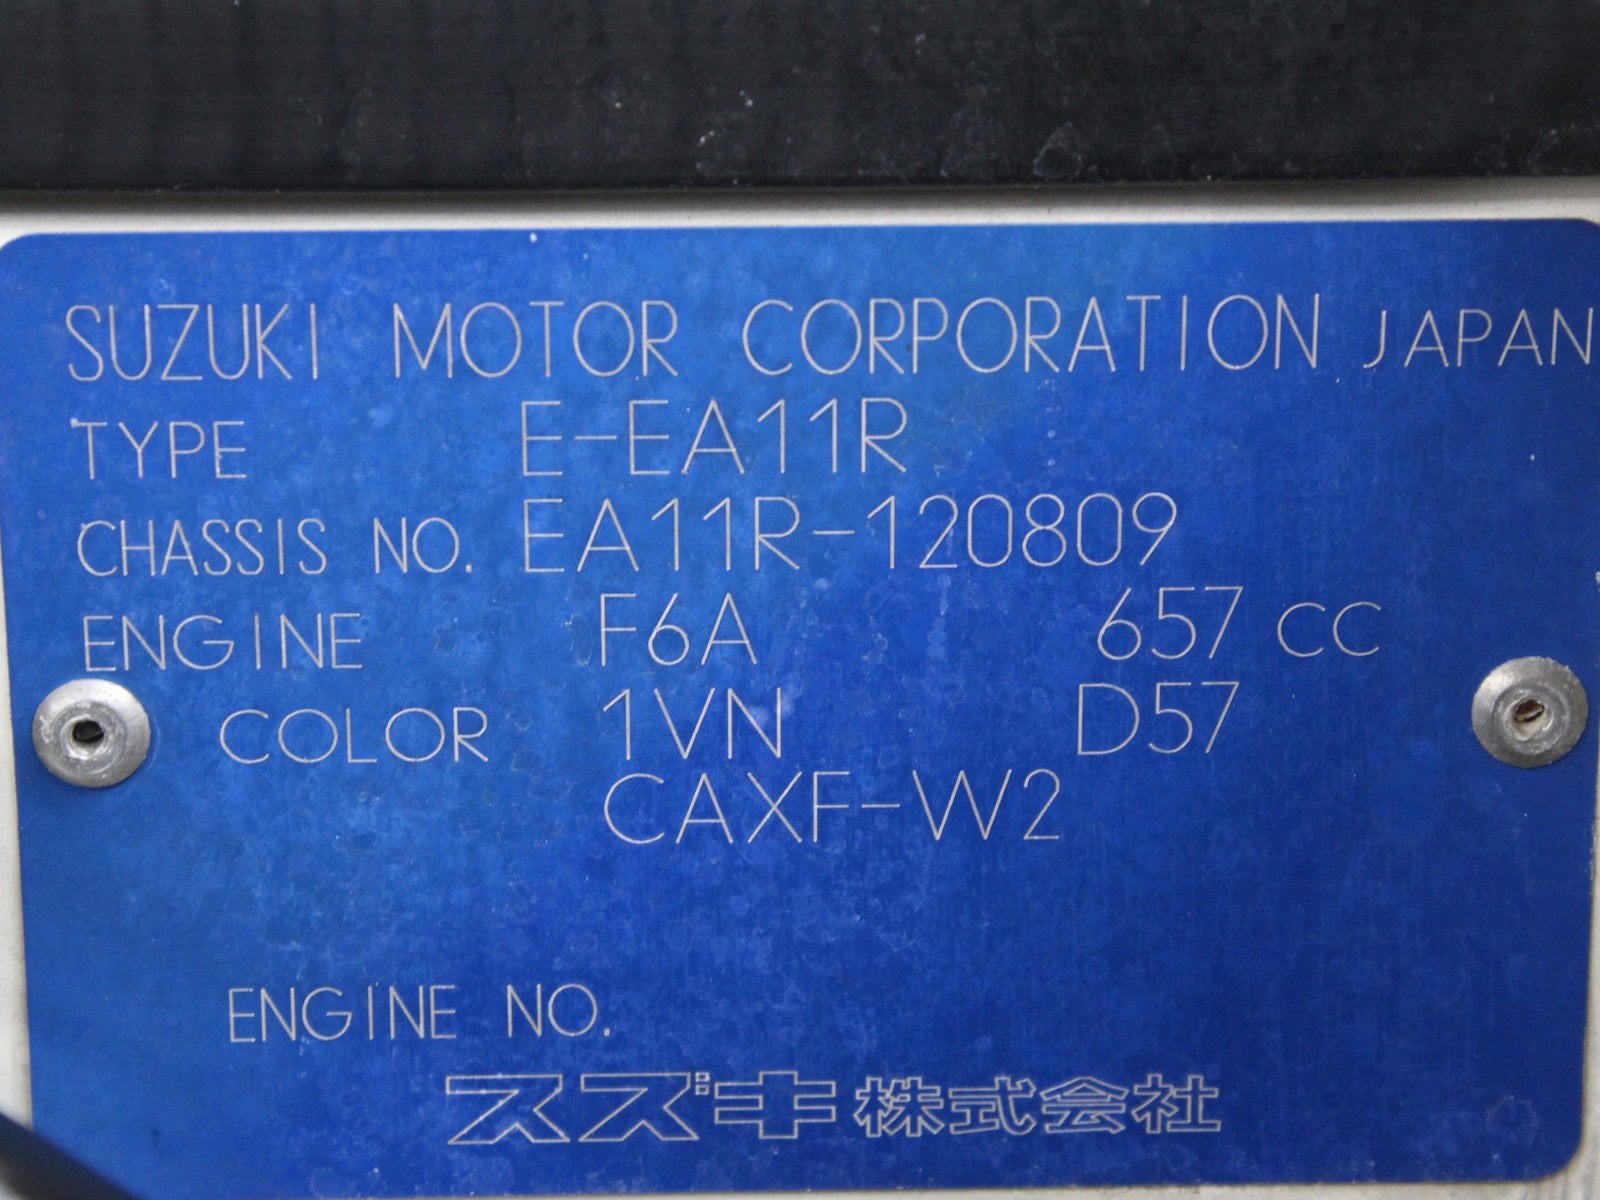 SUZUKI MOTOR CORPORATION JAPAN
TYPE E-EA11R
CHASSIS NO. EA11R-120809
ENGINE F6A 657 CC
COLOR 1VN D57
CAXF-W2
ENGINE NO.
スズキ株式会社